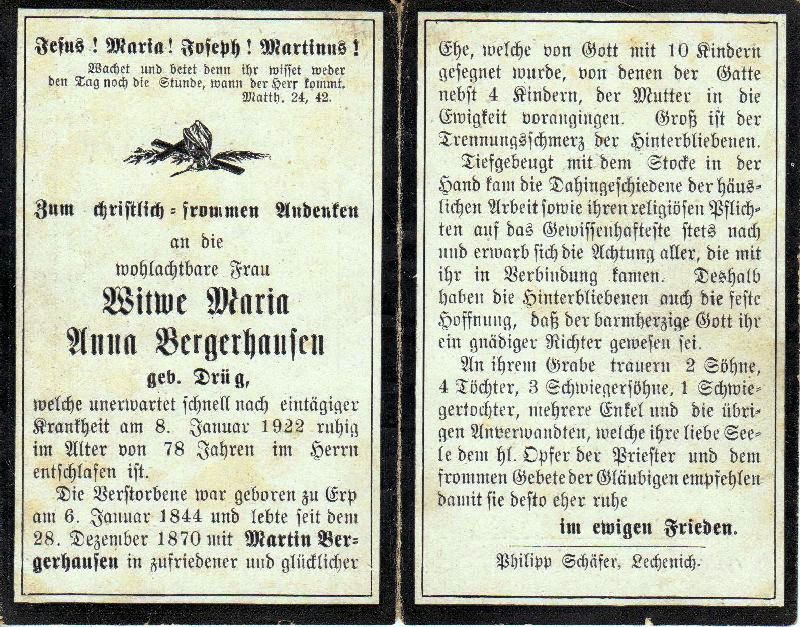 Jesus! Maria! Joseph! Martinus!
Wachet und betet denn ihr wisset weder
den Tag noch die Stunde, wann der Herr kommt.
Matth. 24, 42.
Zum christlich-frommen Andenken
an die
wohlachtbare Frau
Witwe Maria
Anna Bergerhausen
geb. Drüg,
welche unerwartet schnell nach eintägiger
Krankheit am 8. Januar 1922 ruhig
im Alter von 78 Jahren im Herrn
entschlafen ist.
Die Verstorbene war geboren zu Erp
am 6. Januar 1844 und lebte seit dem
28. Dezember 1870 mit Martin Ber-
gerhausen in zufriedener und glücklicher
Ehe, welche von Gott mit 10 Kindern
gesegnet wurde, von denen der Gatte
nebst 4 Kindern, der Mutter in die
Ewigkeit vorangingen. Groß ist der
Trennungsschmerz der Hinterbliebenen.
Tiefgebeugt mit dem Stocke in der
Hand kam die Dahingeschiedene der häus-
lichen Arbeit sowie ihren religiösen Pflich-
ten auf das Gewissenhafteste stets nach
und erwarb sich die Achtung aller, die mit
ihr in Verbindung kamen. Deshalb
haben die Hinterbliebenen auch die feste
Hoffnung, daß der barmherzige Gott ihr
ein gnädiger Richter gewesen sei.
An ihrem Grabe trauern 2 Söhne,
4 Töchter, 3 Schwiegersöhne, 1 Schwie-
gertochter, mehrere Enkel und die übri-
gen Anverwandten, welche ihre liebe See-
le dem hl. Opfer der Priester und dem
frommen Gebete der Gläubigen empfehlen
damit sie desto eher ruhe
im ewigen Frieden.
Philipp Schäfer, Lechenich.